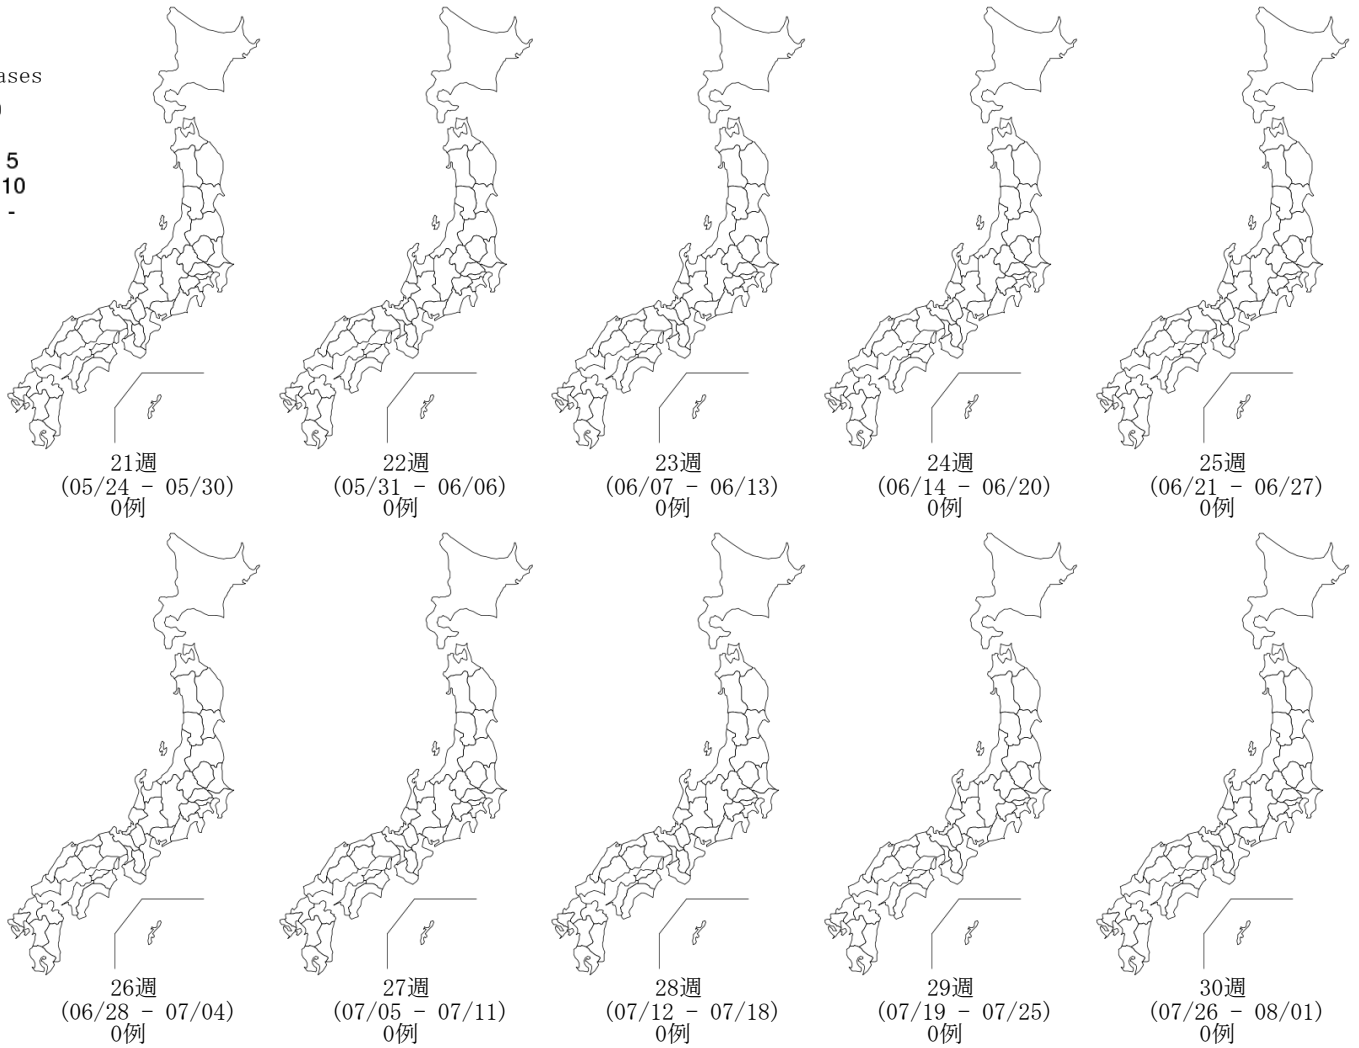 ases
5
10
-
21週
(05/24 - 05/30)
0例
22週
(05/31 - 06/06)
0例
23週
(06/07 - 06/13)
0例
24週
(06/14 - 06/20)
0例
25週
(06/21 - 06/27)
0例
26週
(06/28 - 07/04)
0例
27週
(07/05 - 07/11)
0例
28週
(07/12 - 07/18)
0例
29週
(07/19 - 07/25)
0例
30週
(07/26 - 08/01)
0例